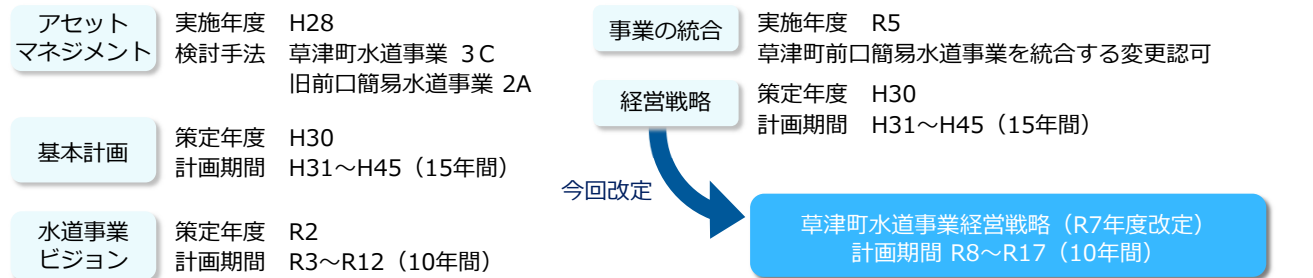 アセット
マネジメント
実施年度 H28
検討手法 草津町水道事業 3C
旧前口簡易水道事業 2A
基本計画
策定年度 H30
計画期間 H31～H45（15年間）
水道事業
ビジョン
策定年度 R2
計画期間 R3～R12（10年間）
事業の統合
実施年度 R5
草津町前口簡易水道事業を統合する変更認可
経営戦略
策定年度 H30
計画期間 H31～H45（15年間）
今回改定
草津町水道事業経営戦略（R7年度改定）
計画期間 R8～R17（10年間）